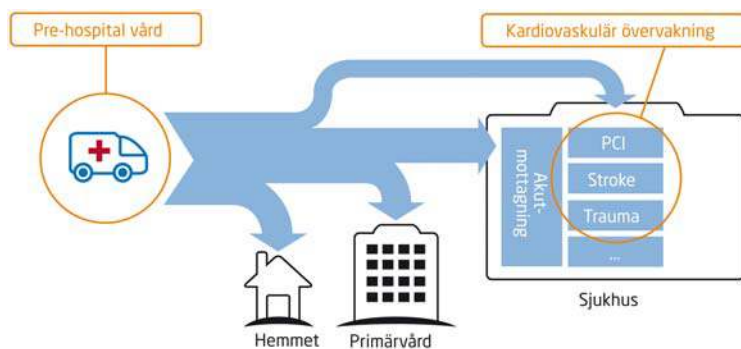 Pre-hospital vård
Kardiovaskulär övervakning
Akut-
mottagning
PCI
Stroke
Trauma
...
Sjukhus
Hemmet
Primärvård